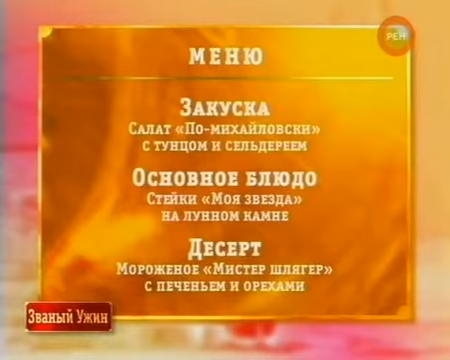 РЕН
МЕНЮ
ЗАКУСКА
САЛАТ «ПО-МИХАЙЛОВСКИ»
С ТУНЦОМ И СЕЛЬДЕРЕЕМ
ОСНОВНОЕ БЛЮДО
СТЕЙКИ «МОЯ ЗВЕЗДА»
НА ЛУННОМ КАМНЕ
ДЕСЕРТ
МОРОЖЕНОЕ «МИСТЕР ШЛЯГЕР»
С ПЕЧЕНЬЕМ И ОРЕХАМИ
Званый Ужин